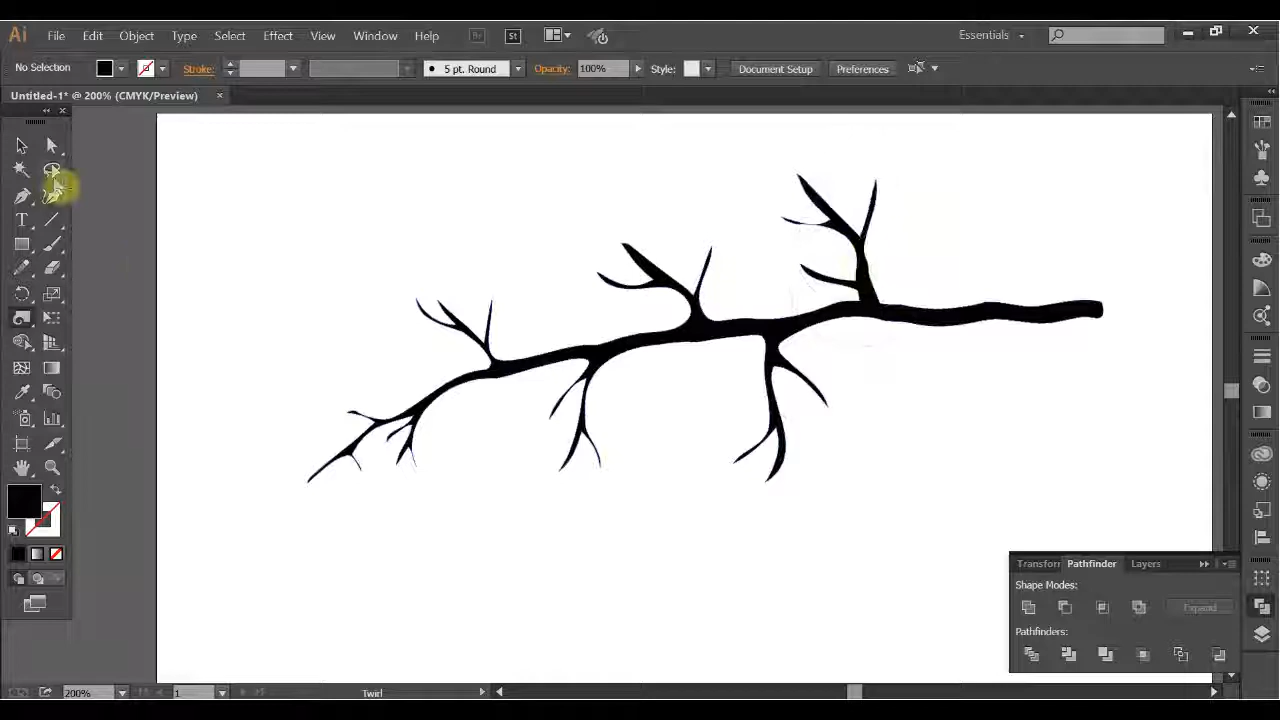 Ai File Edit Object Type Select Effect View Window Help Br St Essentials
No Selection Stroke: 5 pt. Round Opacity: 100% Style: Document Setup Preferences
Untitled-1* @ 200% (CMYK/Preview) ×
T
Transform Pathfinder Layers
Shape Modes:
Expand
Pathfinders:
200% 1 Twirl